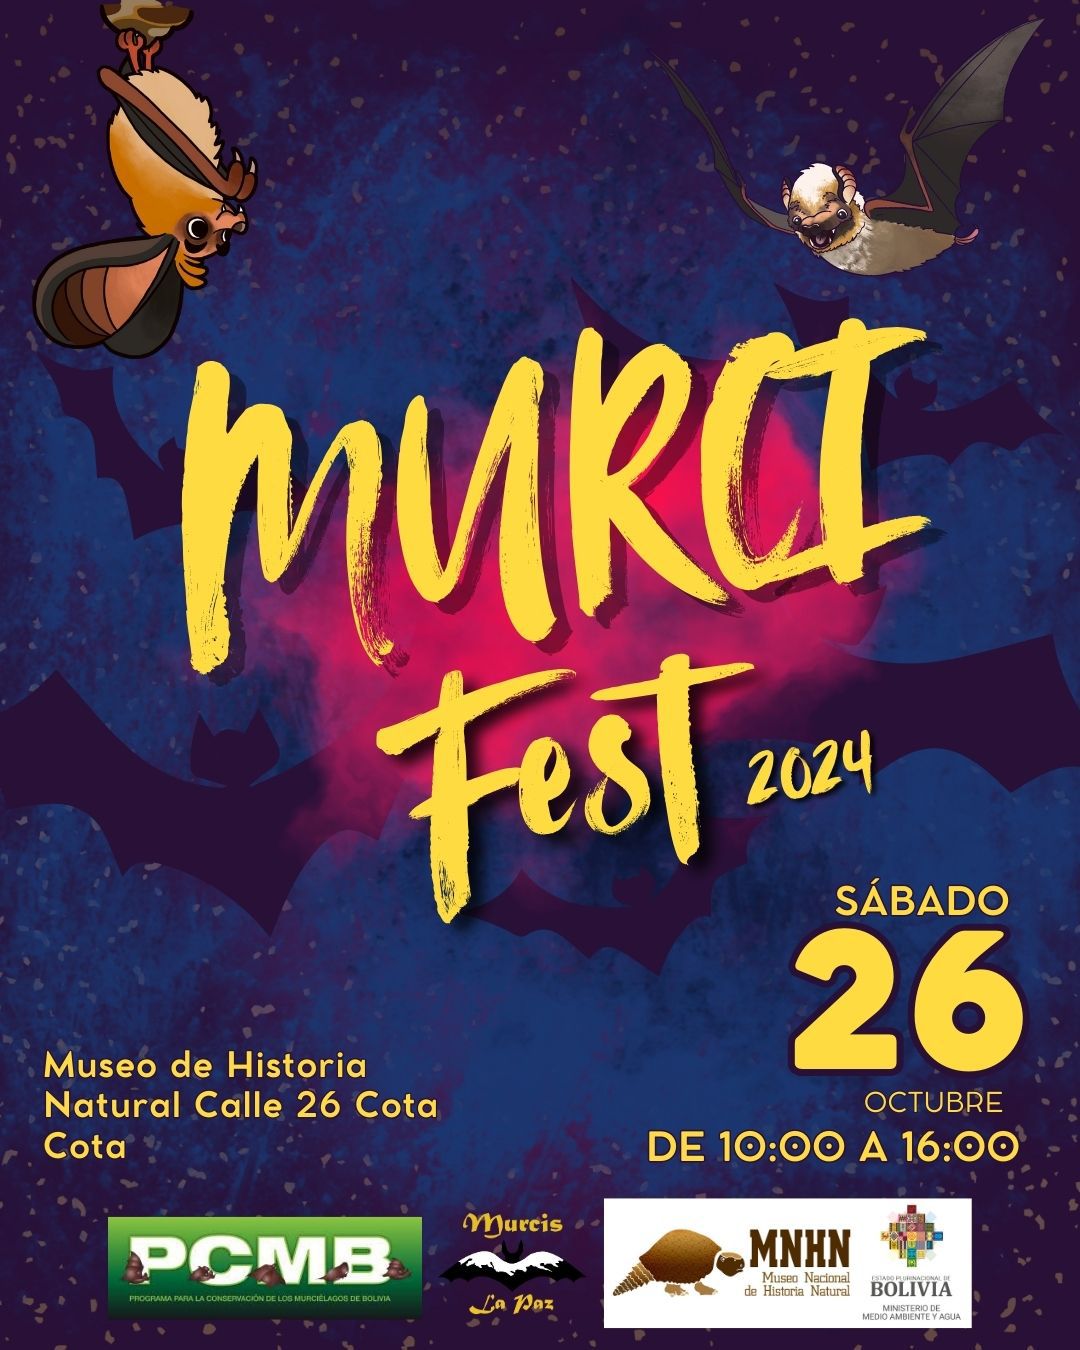 MURCI
Fest
2024
SÁBADO
26
OCTUBRE
DE 10:00 A 16:00
Museo de Historia
Natural Calle 26 Cota
Cota
PCMB
PROGRAMA PARA LA CONSERVACIÓN DE LOS MURCIÉLAGOS DE BOLIVIA
Murcis
La Paz
MNHN
Museo Nacional
de Historia Natural
ESTADO PLURINACIONAL DE
BOLIVIA
MINISTERIO DE
MEDIO AMBIENTE Y AGUA